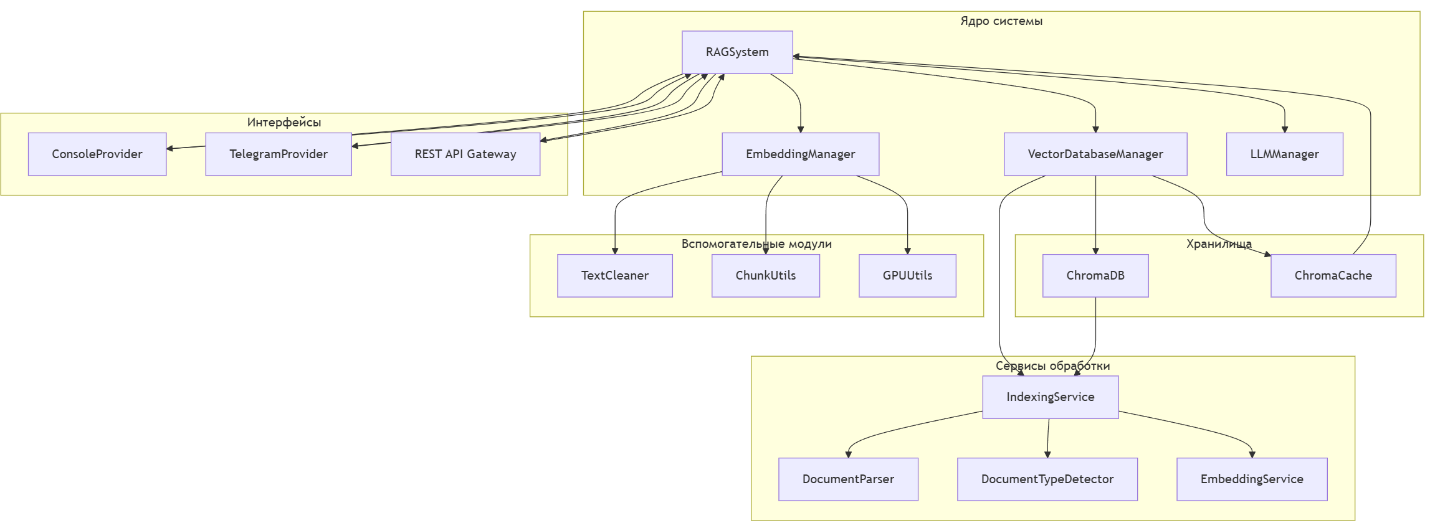 Ядро системы
RAGSystem
Интерфейсы
ConsoleProvider
TelegramProvider
REST API Gateway
EmbeddingManager
VectorDatabaseManager
LLMManager
Вспомогательные модули
TextCleaner
ChunkUtils
GPUUtils
Хранилища
ChromaDB
ChromaCache
Сервисы обработки
IndexingService
DocumentParser
DocumentTypeDetector
EmbeddingService